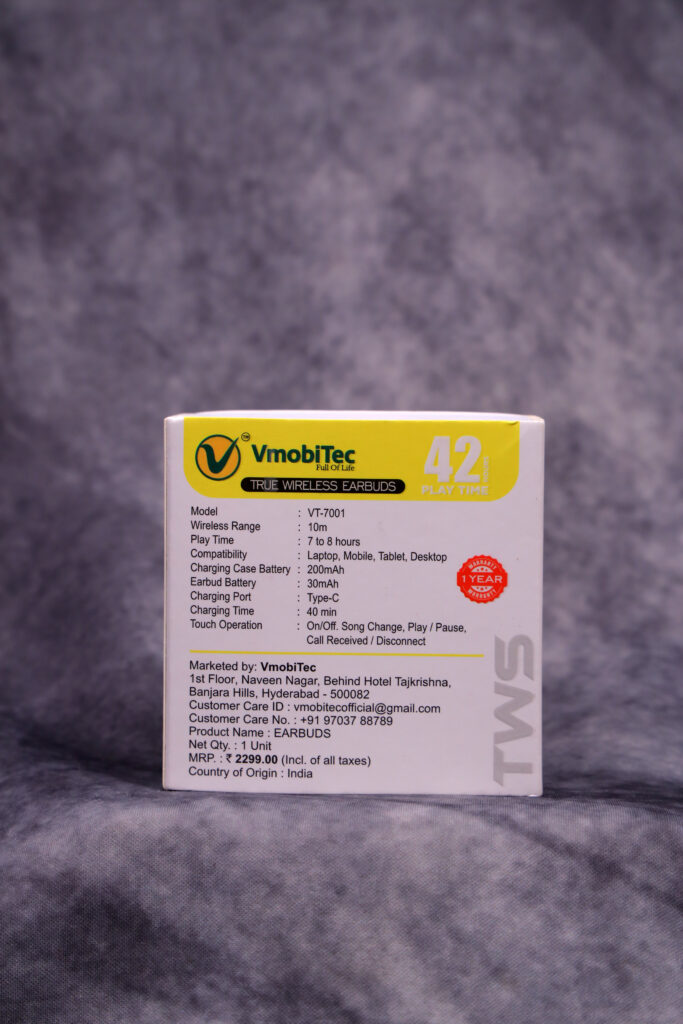 VmobiTec
TM
Full Of Life
TRUE WIRELESS EARBUDS
42
PLAY TIME
Model : VT-7001
Wireless Range : 10m
Play Time : 7 to 8 hours
Compatibility : Laptop, Mobile, Tablet, Desktop
Charging Case Battery : 200mAh
Earbud Battery : 30mAh
Charging Port : Type-C
Charging Time : 40 min
Touch Operation : On/Off. Song Change, Play / Pause,
Call Received / Disconnect
WARRANTY
1 YEAR
WARRANTY
Marketed by: VmobiTec
1st Floor, Naveen Nagar, Behind Hotel Tajkrishna,
Banjara Hills, Hyderabad - 500082
Customer Care ID : vmobitecofficial@gmail.com
Customer Care No. : +91 97037 88789
Product Name : EARBUDS
Net Qty. : 1 Unit
MRP. : ₹ 2299.00 (Incl. of all taxes)
Country of Origin : India
TWS